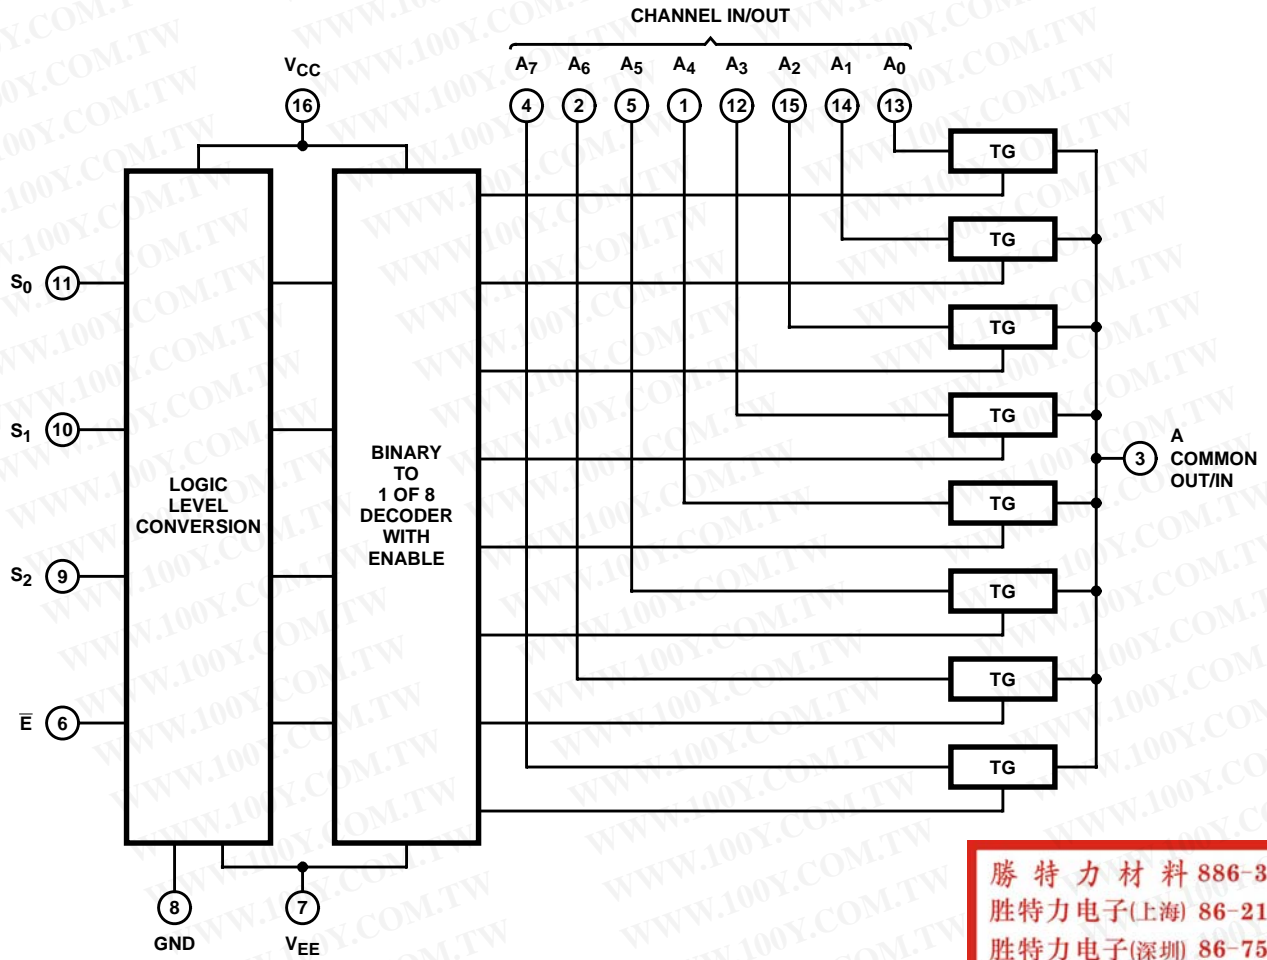 CHANNEL IN/OUT
VCC
A7 A6 A5 A4 A3 A2 A1 A0
16 4 2 5 1 12 15 14 13
TG
TG
S0 11
TG
TG
S1 10
A
COMMON
OUT/IN
3
BINARY
TO
1 OF 8
DECODER
WITH
ENABLE
LOGIC
LEVEL
CONVERSION
TG
S2 9
TG
TG
E̅ 6
TG
8 7
GND VEE
勝特力材料 886-3
胜特力电子(上海) 86-21
胜特力电子(深圳) 86-75
WWW.100Y.COM.TW